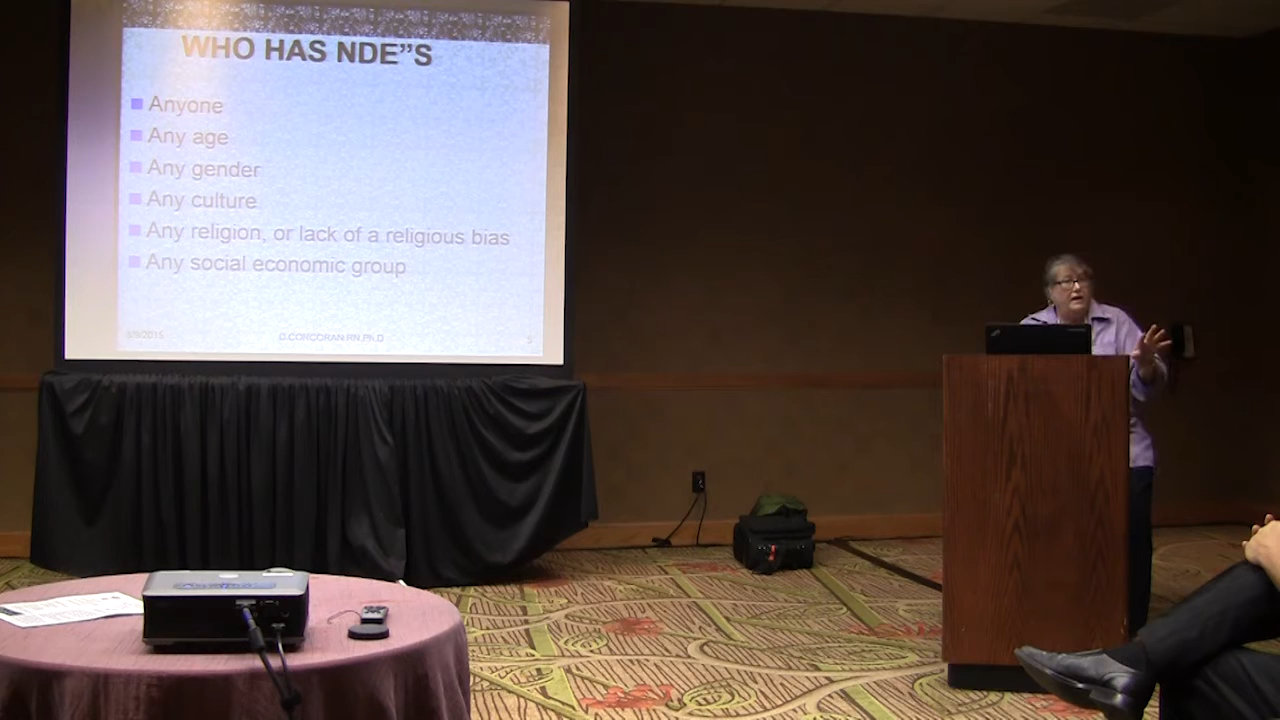 WHO HAS NDE”S
Anyone
Any age
Any gender
Any culture
Any religion, or lack of a religious bias
Any social economic group
D.CORCORAN.RN.Ph.D
5